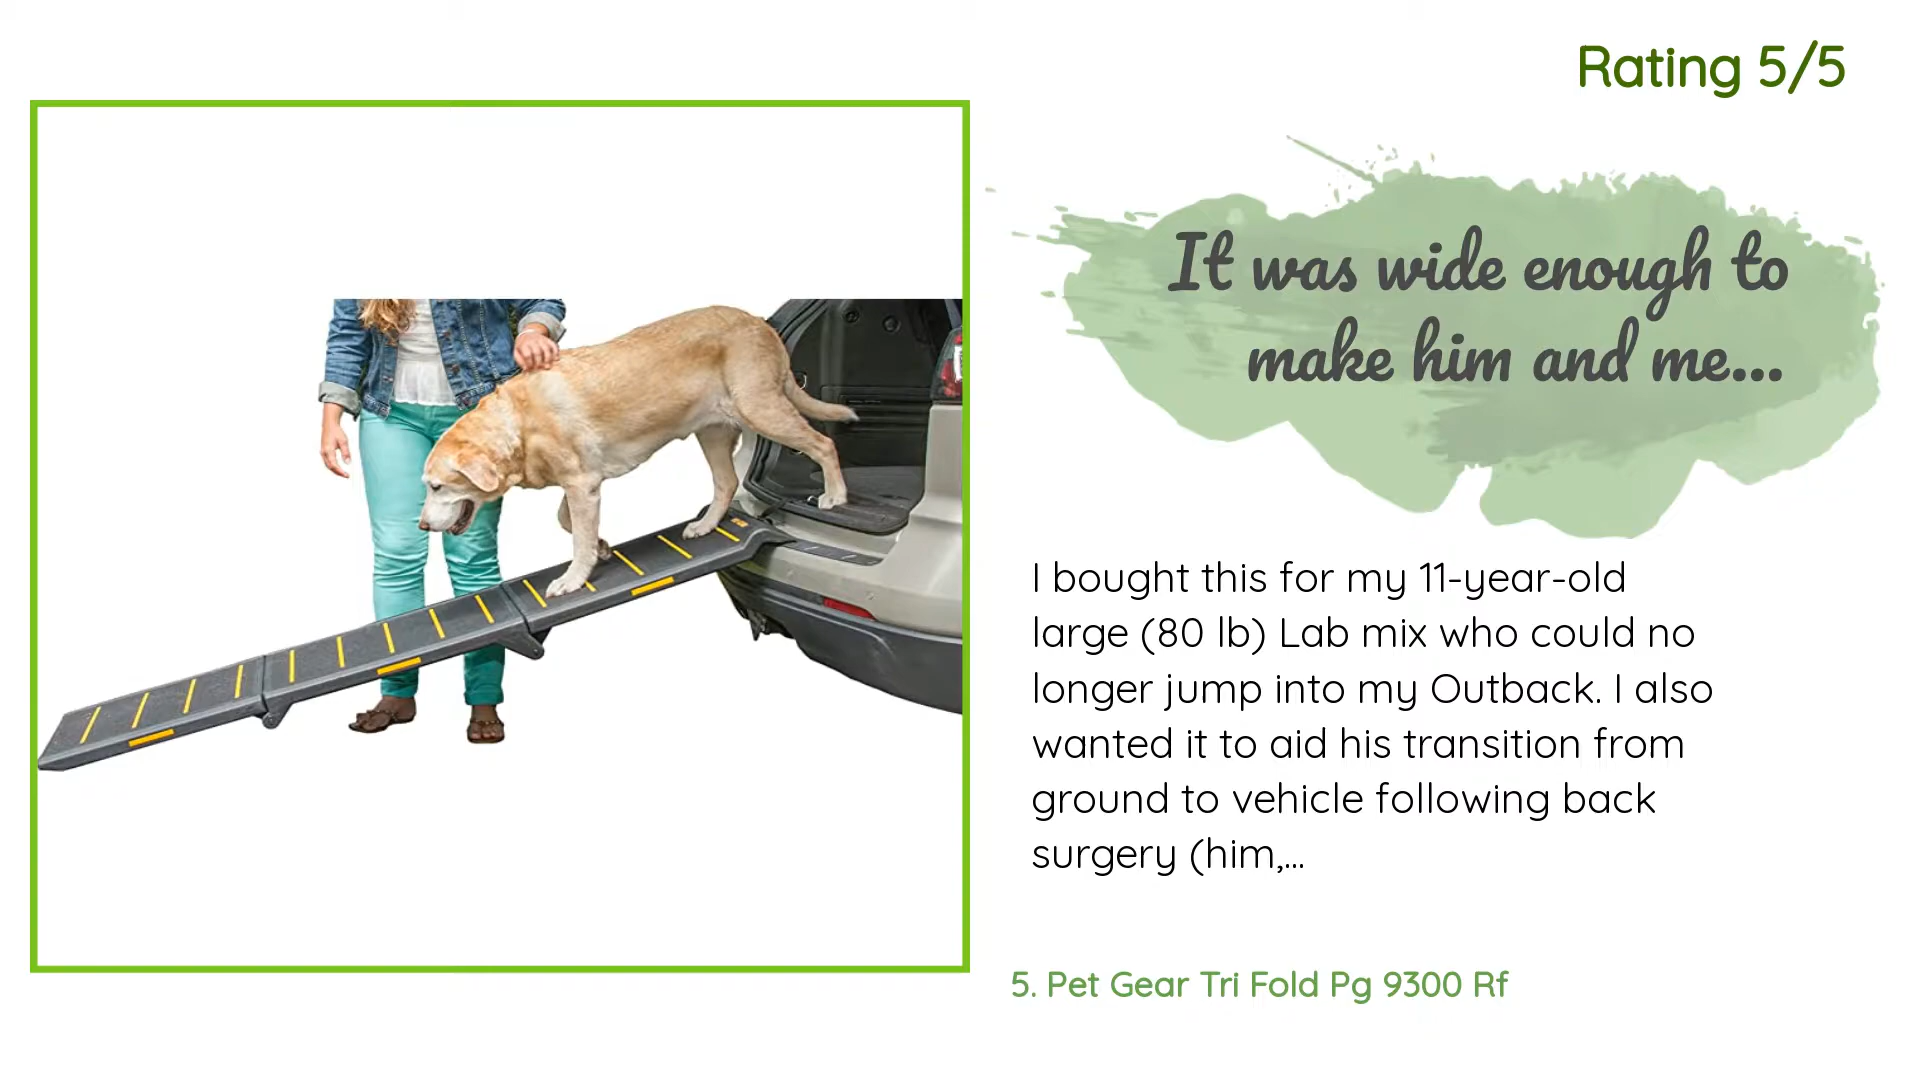 Rating 5/5
It was wide enough to
make him and me...
I bought this for my 11-year-old
large (80 lb) Lab mix who could no
longer jump into my Outback. I also
wanted it to aid his transition from
ground to vehicle following back
surgery (him,...
5. Pet Gear Tri Fold Pg 9300 Rf